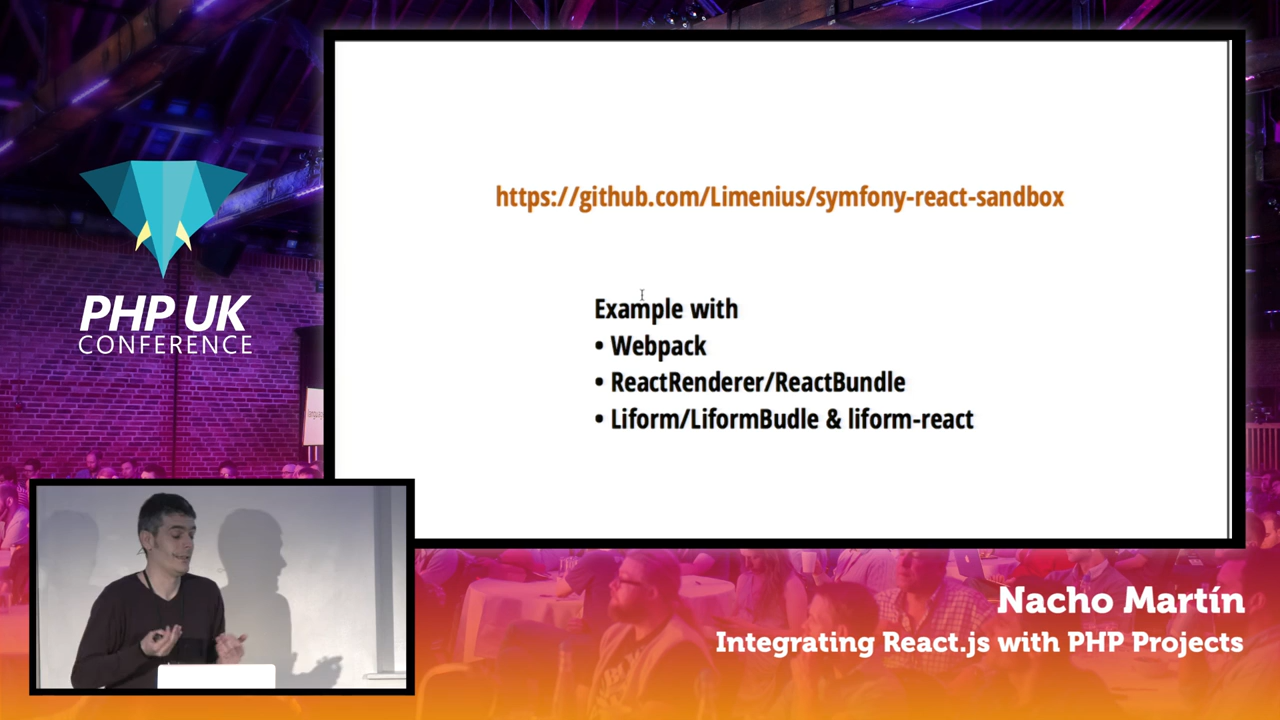 https://github.com/Limenius/symfony-react-sandbox
Example with
• Webpack
• ReactRenderer/ReactBundle
• Liform/LiformBudle & liform-react
PHP UK
CONFERENCE
Nacho Martín
Integrating React.js with PHP Projects